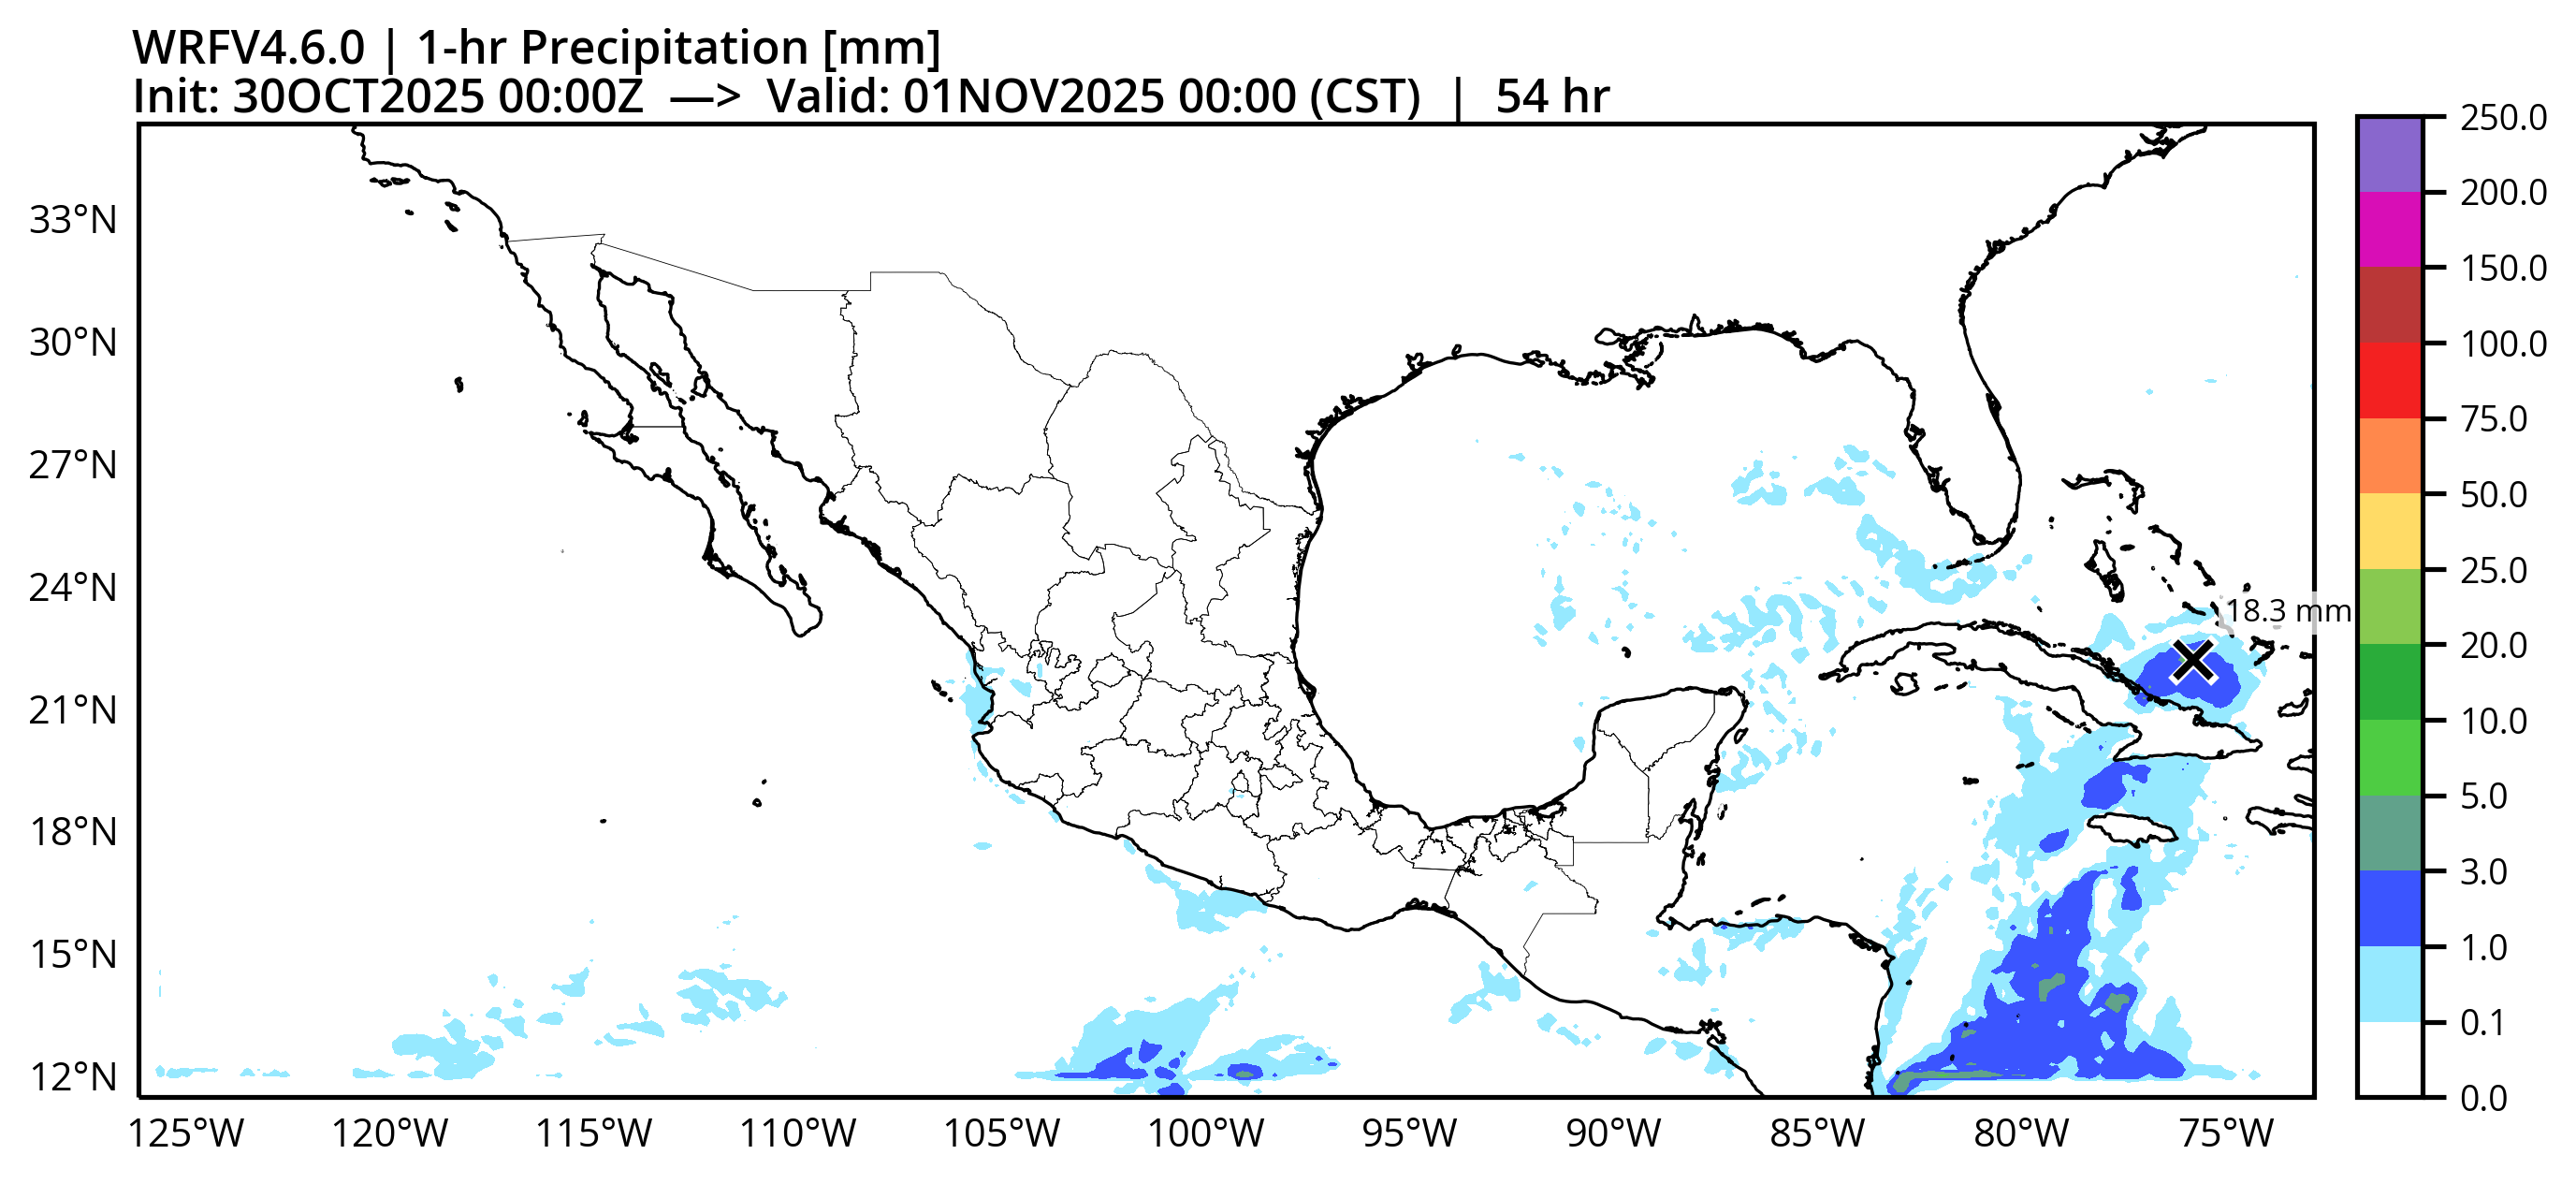 WRFV4.6.0 | 1-hr Precipitation [mm]
Init: 30OCT2025 00:00Z —> Valid: 01NOV2025 00:00 (CST) | 54 hr
33°N
30°N
27°N
24°N
21°N
18°N
15°N
12°N
18.3 mm
125°W 120°W 115°W 110°W 105°W 100°W 95°W 90°W 85°W 80°W 75°W
250.0
200.0
150.0
100.0
75.0
50.0
25.0
20.0
10.0
5.0
3.0
1.0
0.1
0.0